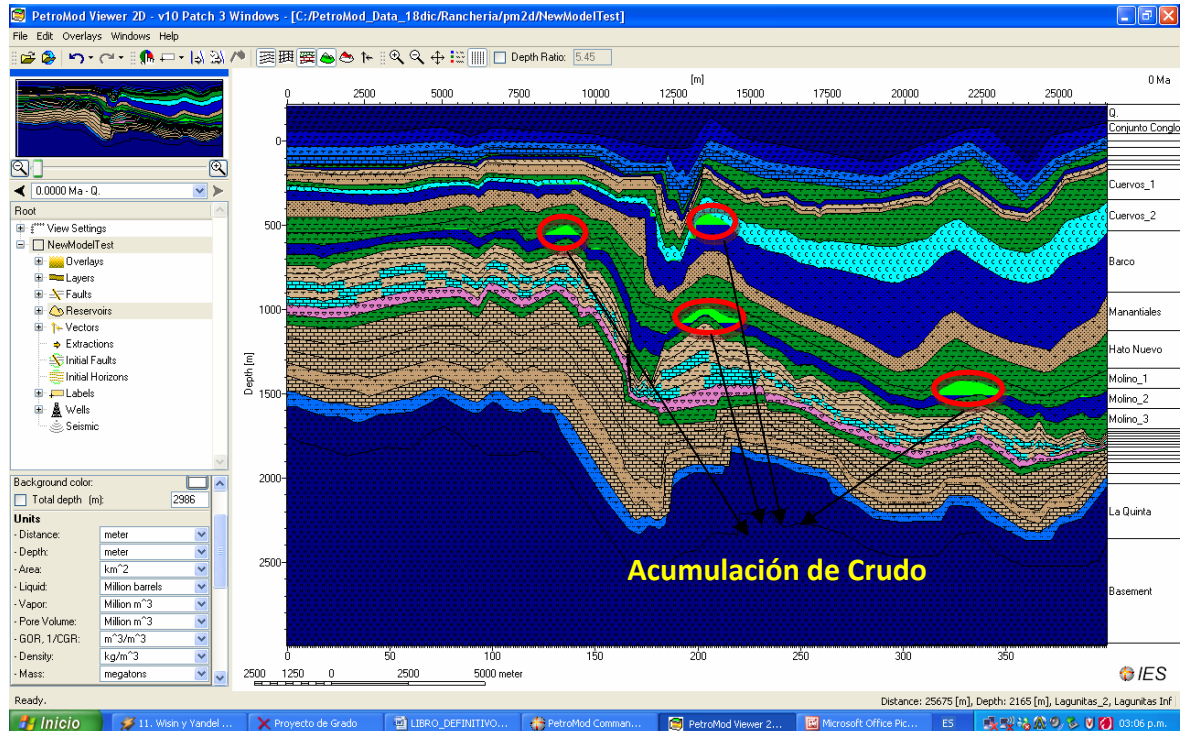 PetroMod Viewer 2D - v10 Patch 3 Windows - [C:/PetroMod_Data_18dic/Rancheria/pm2d/NewModelTest]
File Edit Overlays Windows Help
Depth Ratio: 5.45
[m]
0 Ma
0 2500 5000 7500 10000 12500 15000 17500 20000 22500 25000
0.0000 Ma - Q.
Root
View Settings
NewModelTest
Overlays
Layers
Faults
Reservoirs
Vectors
Extractions
Initial Faults
Initial Horizons
Labels
Wells
Seismic
Background color:
Total depth (m): 2986
Units
- Distance: meter
- Depth: meter
- Area: km^2
- Liquid: Million barrels
- Vapor: Million m^3
- Pore Volume: Million m^3
- GOR, 1/CGR: m^3/m^3
- Density: kg/m^3
- Mass: megatons
Depth [m]
0
500
1000
1500
2000
2500
Acumulación de Crudo
Q.
Conjunto Conglo
Cuervos_1
Cuervos_2
Barco
Manantiales
Hato Nuevo
Molino_1
Molino_2
Molino_3
La Quinta
Basement
0 50 100 150 200 250 300 350
2500 1250 0 2500 5000 meter
IES
Ready.
Distance: 25675 [m], Depth: 2165 [m], Lagunitas_2, Lagunitas Inf
Inicio
11. Wisin y Yandel ...
Proyecto de Grado
LIBRO_DEFINITIVO...
PetroMod Comman...
PetroMod Viewer 2...
Microsoft Office Pic...
ES
03:06 p.m.